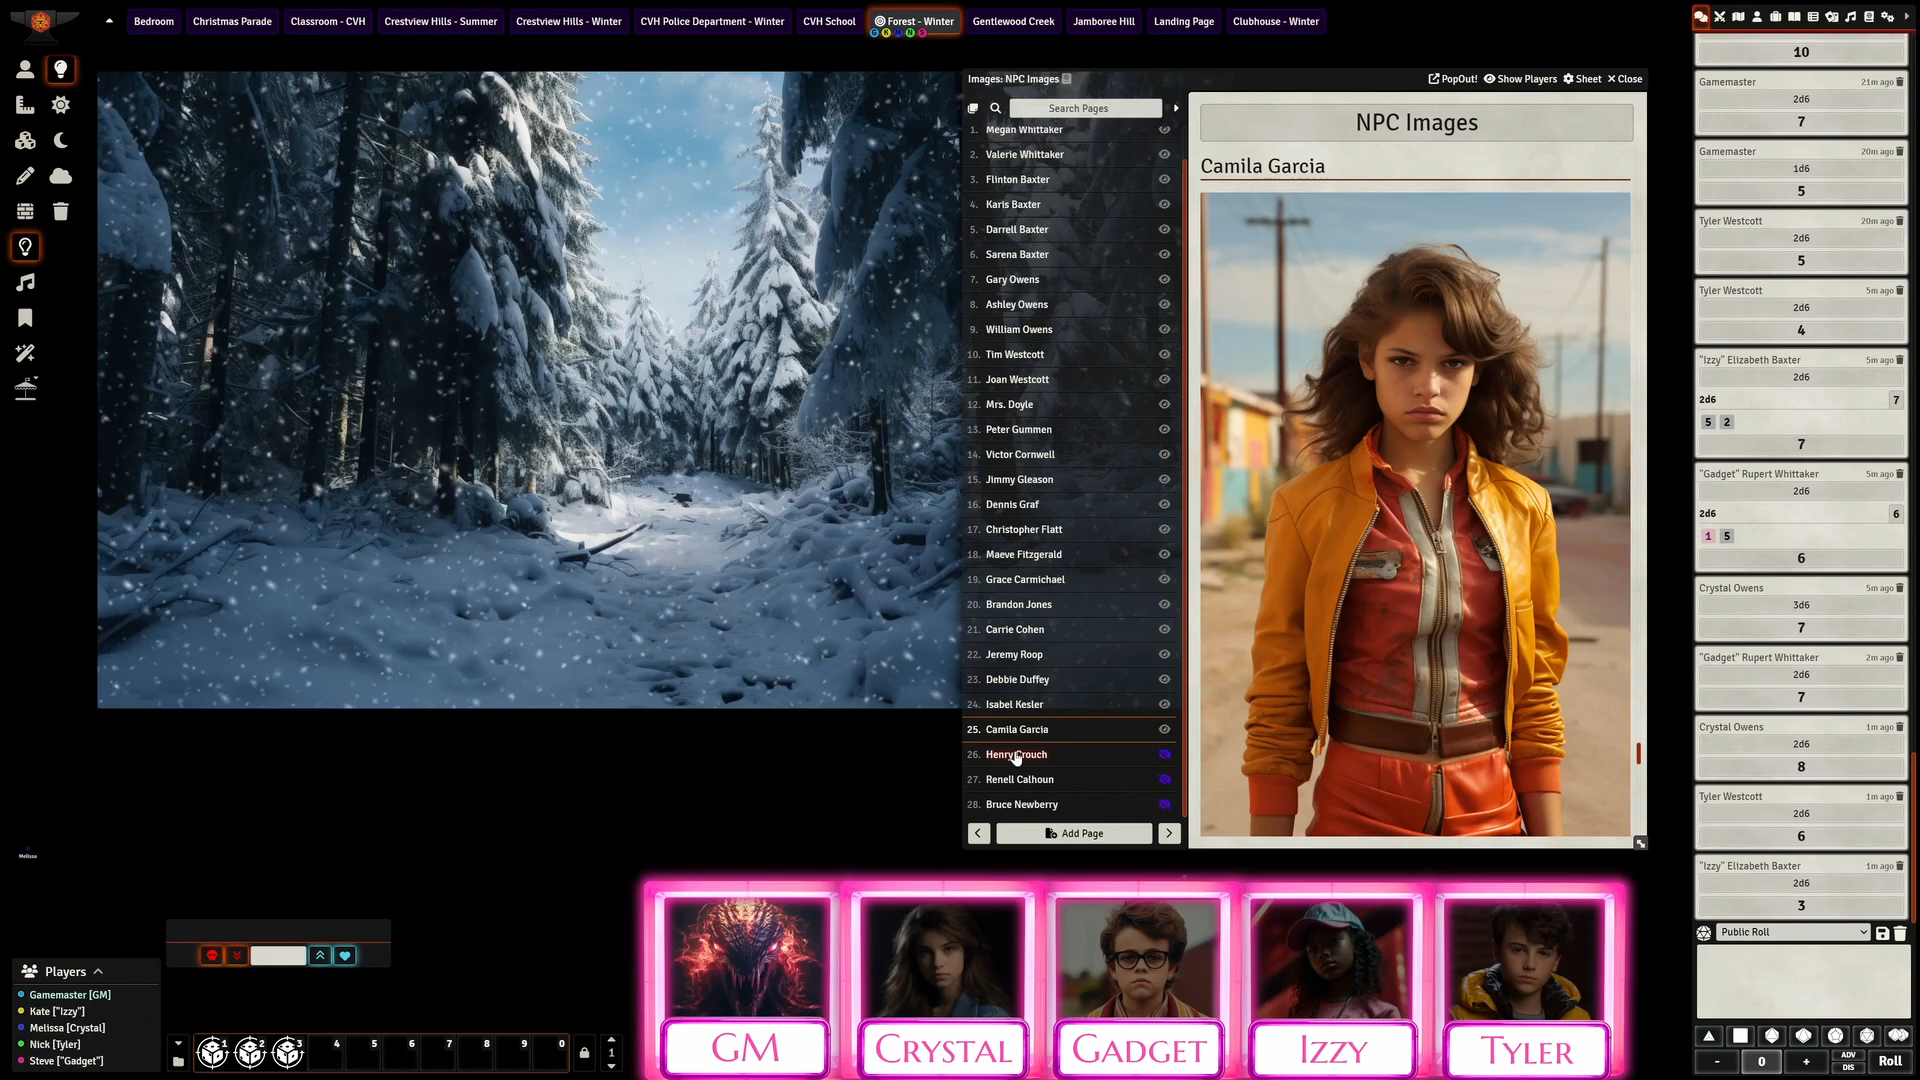 Bedroom
Christmas Parade
Classroom - CVH
Crestview Hills - Summer
Crestview Hills - Winter
CVH Police Department - Winter
CVH School
Forest - Winter
G K M N S
Gentlewood Creek
Jamboree Hill
Landing Page
Clubhouse - Winter
Images: NPC Images
PopOut!
Show Players
Sheet
Close
Search Pages
1. Megan Whittaker
2. Valerie Whittaker
3. Flinton Baxter
4. Karis Baxter
5. Darrell Baxter
6. Sarena Baxter
7. Gary Owens
8. Ashley Owens
9. William Owens
10. Tim Westcott
11. Joan Westcott
12. Mrs. Doyle
13. Peter Gummen
14. Victor Cornwell
15. Jimmy Gleason
16. Dennis Graf
17. Christopher Flatt
18. Maeve Fitzgerald
19. Grace Carmichael
20. Brandon Jones
21. Carrie Cohen
22. Jeremy Roop
23. Debbie Duffey
24. Isabel Kesler
25. Camila Garcia
26. Henry Crouch
27. Renell Calhoun
28. Bruce Newberry
Add Page
NPC Images
Camila Garcia
10
Gamemaster 21m ago
2d6
7
Gamemaster 20m ago
1d6
5
Tyler Westcott 20m ago
2d6
5
Tyler Westcott 5m ago
2d6
4
"Izzy" Elizabeth Baxter 5m ago
2d6
2d6 7
5 2
7
"Gadget" Rupert Whittaker 5m ago
2d6
2d6 6
1 5
6
Crystal Owens 5m ago
3d6
7
"Gadget" Rupert Whittaker 2m ago
2d6
7
Crystal Owens 1m ago
2d6
8
Tyler Westcott 1m ago
2d6
6
"Izzy" Elizabeth Baxter 1m ago
2d6
3
Public Roll
- 0 + ADV DIS Roll
Melissa
Players
Gamemaster [GM]
Kate ["Izzy"]
Melissa [Crystal]
Nick [Tyler]
Steve ["Gadget"]
1 2 3 4 5 6 7 8 9 0
1
GM
Crystal
Gadget
Izzy
Tyler